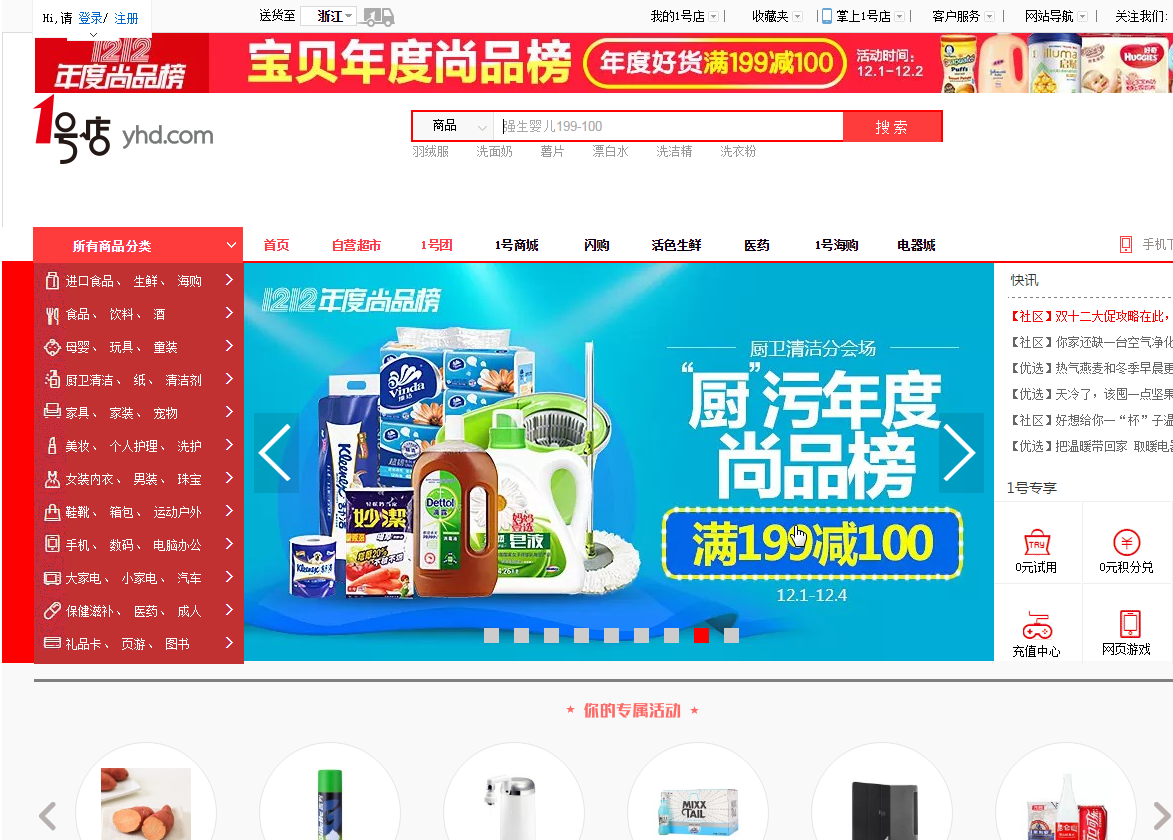 Hi,请 登录/ 注册
送货至 浙江
我的1号店 收藏夹 掌上1号店 客户服务 网站导航 关注我们:
1212
年度尚品榜
宝贝年度尚品榜
年度好货满199减100
活动时间:
12.1-12.2
Puffs
illuma
启赋
好奇
HUGGIES
1号店 yhd.com
商品 强生婴儿199-100 搜 索
羽绒服 洗面奶 薯片 漂白水 洗洁精 洗衣粉
所有商品分类
首页 自营超市 1号团 1号商城 闪购 活色生鲜 医药 1号海购 电器城
进口食品、 生鲜、 海购
食品、 饮料、 酒
母婴、 玩具、 童装
厨卫清洁、 纸、 清洁剂
家具、 家装、 宠物
美妆、 个人护理、 洗护
女装内衣、 男装、 珠宝
鞋靴、 箱包、 运动户外
手机、 数码、 电脑办公
大家电、 小家电、 汽车
保健滋补、 医药、 成人
礼品卡、 页游、 图书
1212年度尚品榜
厨卫清洁分会场
“厨”污年度
尚品榜
满199减100
12.1-12.4
Vinda
维达
Kleenex
妙潔
Dettol
滴露
皂液
手机下
快讯
【社区】双十二大促攻略在此，
【社区】你家还缺一台空气净化
【优选】热气燕麦和冬季早晨更
【优选】天冷了，该囤一点坚果
【社区】好想给你一“杯”子温
【优选】把温暖带回家 取暖电器
1号专享
TRY
0元试用
0元积分兑
充值中心
网页游戏
你的专属活动
MIXX
TAIL